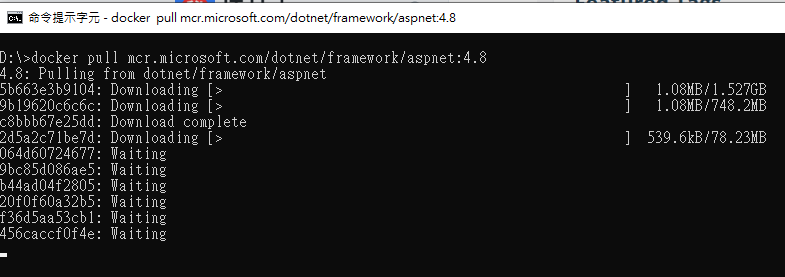 命令提示字元 - docker pull mcr.microsoft.com/dotnet/framework/aspnet:4.8
D:\>docker pull mcr.microsoft.com/dotnet/framework/aspnet:4.8
4.8: Pulling from dotnet/framework/aspnet
5b663e3b9104: Downloading [>                                                  ]  1.08MB/1.527GB
9b19620c6c6c: Downloading [>                                                  ]  1.08MB/748.2MB
c8bbb67e25dd: Download complete
2d5a2c71be7d: Downloading [>                                                  ]  539.6kB/78.23MB
064d60724677: Waiting
9bc85d086ae5: Waiting
b44ad04f2805: Waiting
20f0f60a32b5: Waiting
f36d5aa53cb1: Waiting
456caccf0f4e: Waiting